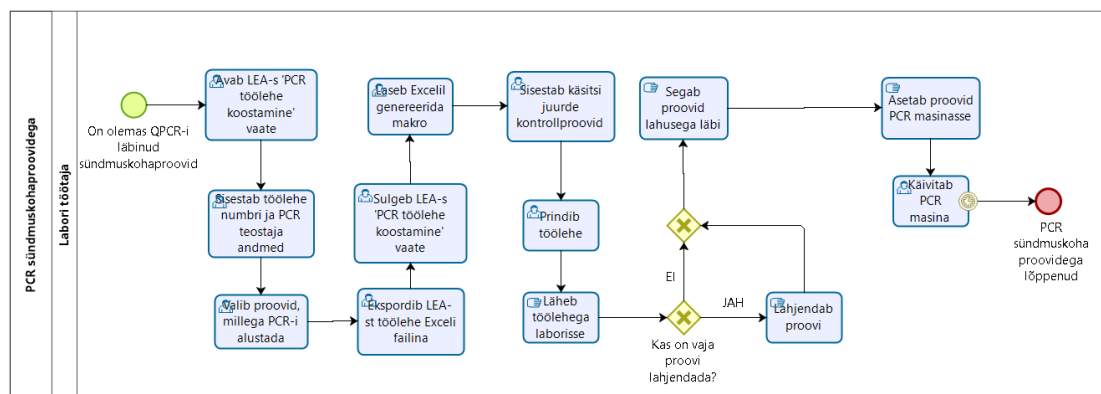 PCR sündmuskohaproovidega
Labori töötaja
On olemas QPCR-i
läbinud
sündmuskohaproovid
Avab LEA-s 'PCR
töölehe
koostamine'
vaate
Sisestab töölehe
numbri ja PCR
teostaja
andmed
Valib proovid,
millega PCR-i
alustada
Ekspordib LEA-
st töölehe Exceli
failina
Sulgeb LEA-s
'PCR töölehe
koostamine'
vaate
Laseb Excelil
genereerida
makro
Sisestab käsitsi
juurde
kontrollproovid
Prindib
töölehe
Läheb
töölehega
laborisse
Kas on vaja
proovi
lahjendada?
EI
JAH
Lahjendab
proovi
Segab
proovid
lahusega läbi
Asetab proovid
PCR masinasse
Käivitab
PCR
masina
PCR
sündmuskoha
proovidega
lõppenud